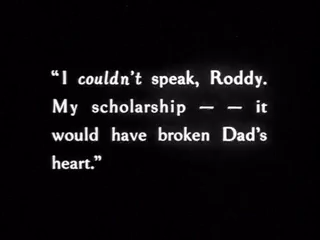 “I couldn’t speak, Roddy.
My scholarship — — it
would have broken Dad’s
heart.”